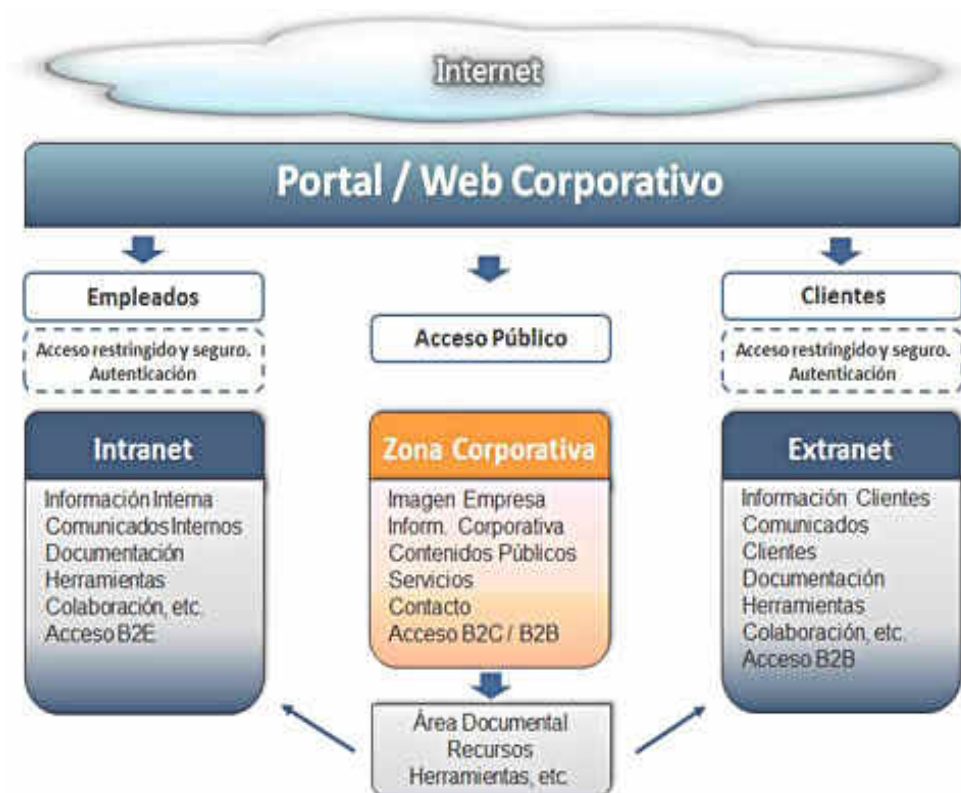 Internet
Portal / Web Corporativo
Empleados
Acceso restringido y seguro.
Autenticación
Intranet
Información Interna
Comunicados Internos
Documentación
Herramientas
Colaboración, etc.
Acceso B2E
Acceso Público
Zona Corporativa
Imagen Empresa
Inform. Corporativa
Contenidos Públicos
Servicios
Contacto
Acceso B2C / B2B
Área Documental
Recursos
Herramientas, etc
Clientes
Acceso restringido y seguro.
Autenticación
Extranet
Información Clientes
Comunicados
Clientes
Documentación
Herramientas
Colaboración, etc.
Acceso B2B